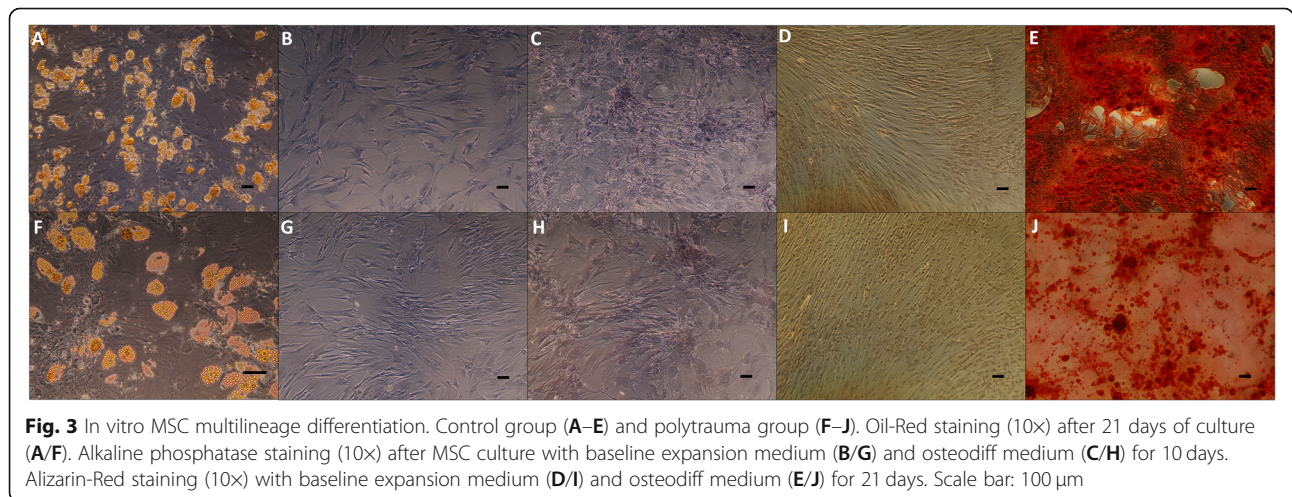 A B C D E
F G H I J
Fig. 3 In vitro MSC multilineage differentiation. Control group (A–E) and polytrauma group (F–J). Oil-Red staining (10×) after 21 days of culture
(A/F). Alkaline phosphatase staining (10×) after MSC culture with baseline expansion medium (B/G) and osteodiff medium (C/H) for 10 days.
Alizarin-Red staining (10×) with baseline expansion medium (D/I) and osteodiff medium (E/J) for 21 days. Scale bar: 100 μm